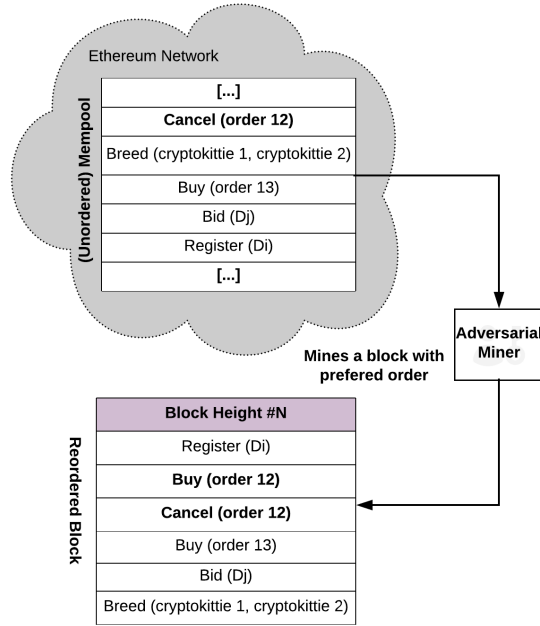 Ethereum Network
(Unordered) Mempool
[...]
Cancel (order 12)
Breed (cryptokittie 1, cryptokittie 2)
Buy (order 13)
Bid (Dj)
Register (Di)
[...]
Adversarial
Miner
Mines a block with
prefered order
Reordered Block
Block Height #N
Register (Di)
Buy (order 12)
Cancel (order 12)
Buy (order 13)
Bid (Dj)
Breed (cryptokittie 1, cryptokittie 2)